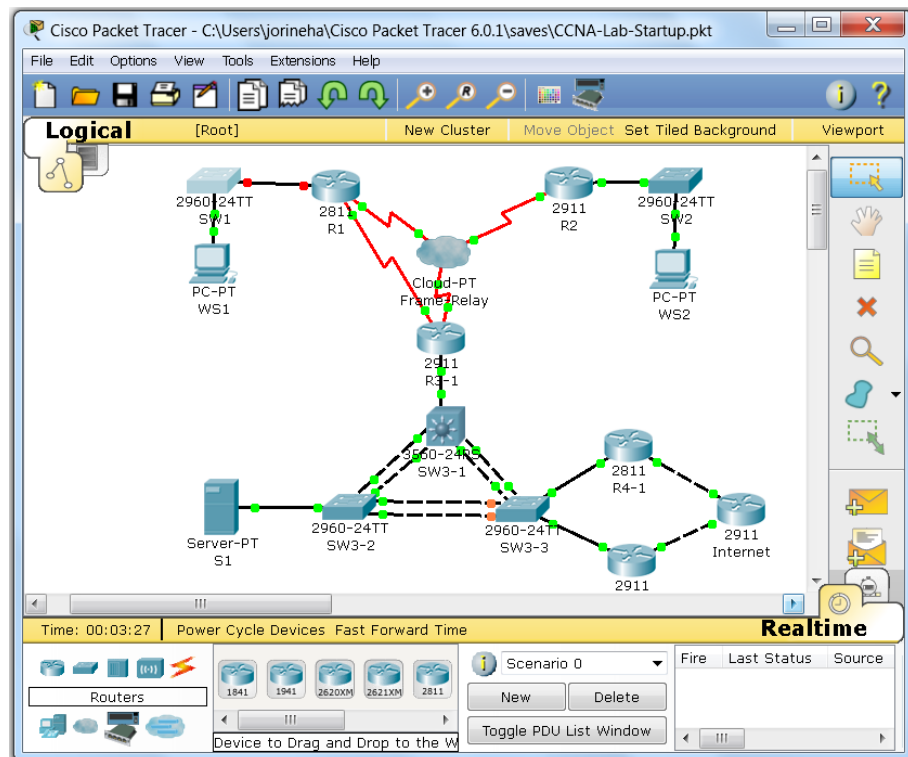 Cisco Packet Tracer - C:\Users\jorineha\Cisco Packet Tracer 6.0.1\saves\CCNA-Lab-Startup.pkt
File Edit Options View Tools Extensions Help
Logical [Root] New Cluster Move Object Set Tiled Background Viewport
2960-24TT
SW1
2811
R1
2911
R2
2960-24TT
SW2
PC-PT
WS1
Cloud-PT
Frame-Relay
PC-PT
WS2
2911
R3-1
3560-24PS
SW3-1
2811
R4-1
Server-PT
S1
2960-24TT
SW3-2
2960-24TT
SW3-3
2911
Internet
2911
Time: 00:03:27 Power Cycle Devices Fast Forward Time Realtime
Routers
1841 1941 2620XM 2621XM 2811
Device to Drag and Drop to the W
Scenario 0
New Delete
Toggle PDU List Window
Fire Last Status Source